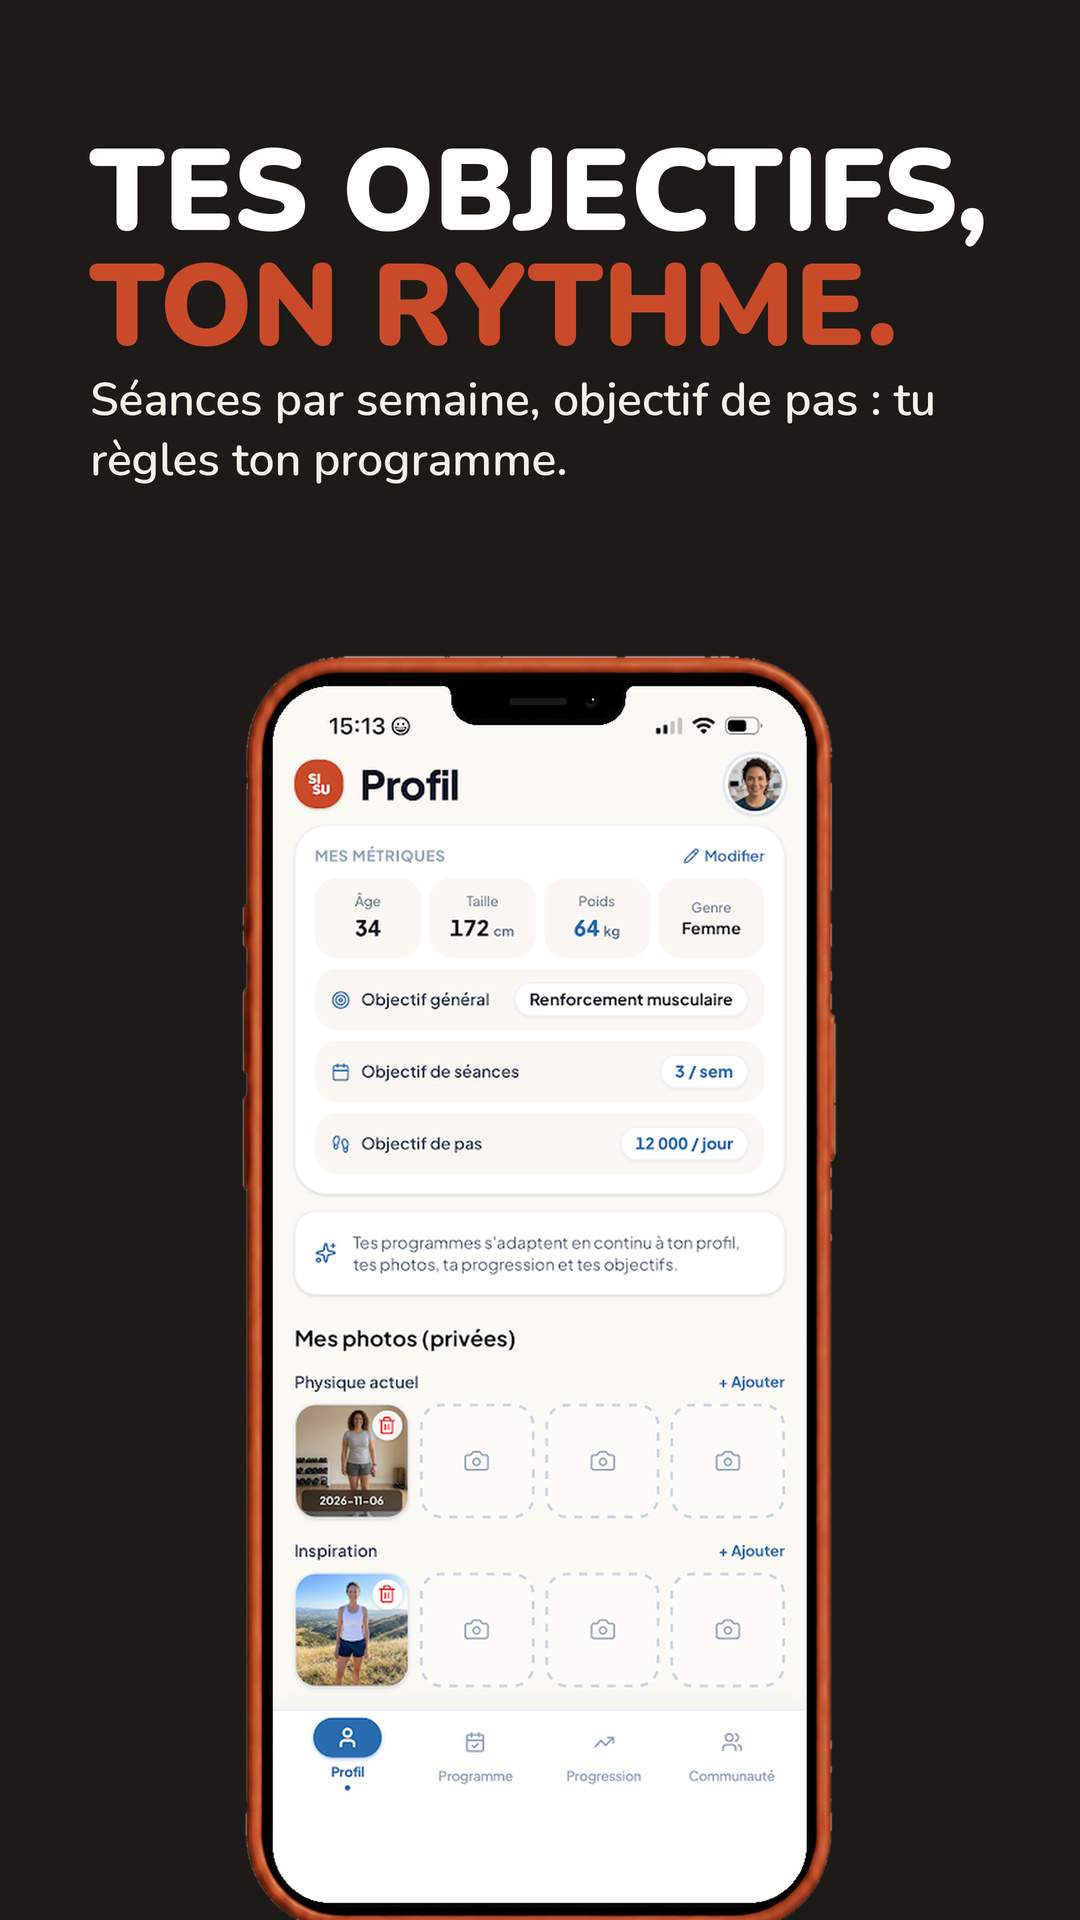 TES OBJECTIFS,
TON RYTHME.
Séances par semaine, objectif de pas : tu
règles ton programme.
15:13
SI
SU
Profil
MES MÉTRIQUES
Modifier
Âge
34
Taille
172 cm
Poids
64 kg
Genre
Femme
Objectif général
Renforcement musculaire
Objectif de séances
3 / sem
Objectif de pas
12 000 / jour
Tes programmes s'adaptent en continu à ton profil,
tes photos, ta progression et tes objectifs.
Mes photos (privées)
Physique actuel
+ Ajouter
2026-11-06
Inspiration
+ Ajouter
Profil
Programme
Progression
Communauté